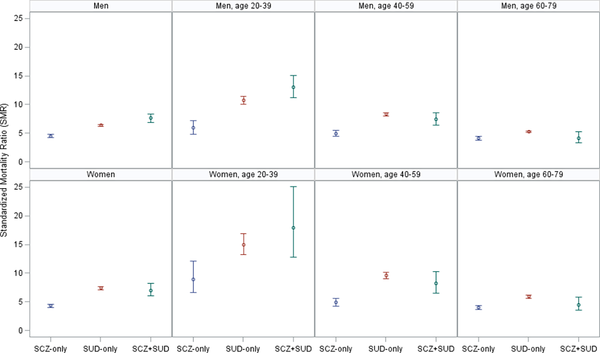 Men
Men, age 20-39
Men, age 40-59
Men, age 60-79
25
20
15
10
5
0
Standardized Mortality Ratio (SMR)
Women
Women, age 20-39
Women, age 40-59
Women, age 60-79
25
20
15
10
5
0
SCZ-only SUD-only SCZ+SUD SCZ-only SUD-only SCZ+SUD SCZ-only SUD-only SCZ+SUD SCZ-only SUD-only SCZ+SUD